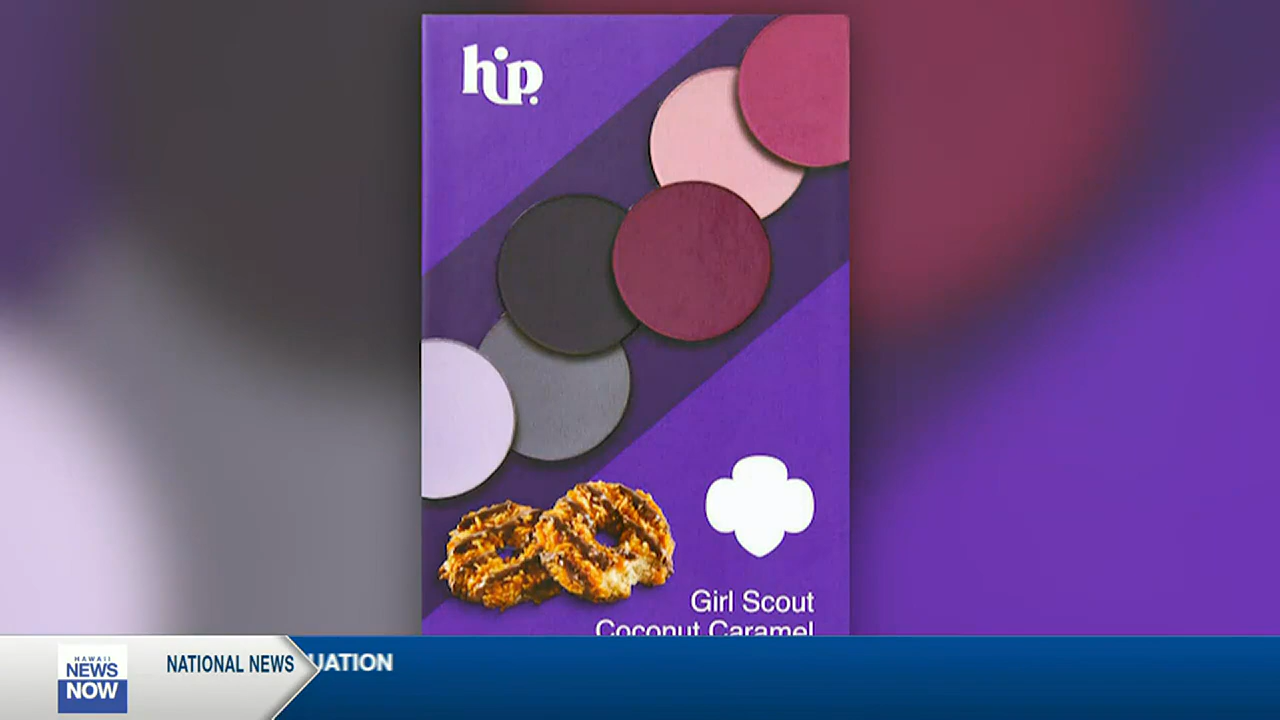 hip.
Girl Scout
Coconut Caramel
HAWAII
NEWS
NOW
NATIONAL NEWS
UATION